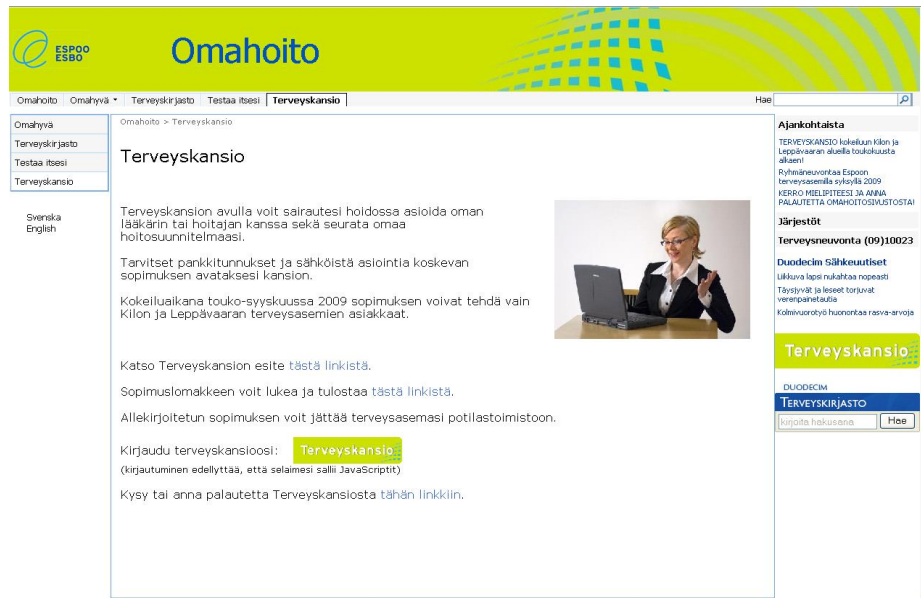 ESPOO
ESBO
Omahoito
Omahoito Omahyvä Terveyskirjasto Testaa itsesi Terveyskansio
Hae
Omahyvä
Terveyskirjasto
Testaa itsesi
Terveyskansio
Svenska
English
Omahoito > Terveyskansio
Terveyskansio
Terveyskansion avulla voit sairautesi hoidossa asioida oman
lääkärin tai hoitajan kanssa sekä seurata omaa
hoitosuunnitelmaasi.
Tarvitset pankkitunnukset ja sähköistä asiointia koskevan
sopimuksen avataksesi kansion.
Kokeiluaikana touko-syyskuussa 2009 sopimuksen voivat tehdä vain
Kilon ja Leppävaaran terveysasemien asiakkaat.
Katso Terveyskansion esite tästä linkistä.
Sopimuslomakkeen voit lukea ja tulostaa tästä linkistä.
Allekirjoitetun sopimuksen voit jättää terveysasemasi potilastoimistoon.
Kirjaudu terveyskansioosi: Terveyskansio
(kirjautuminen edellyttää, että selaimesi sallii JavaScriptit)
Kysy tai anna palautetta Terveyskansiosta tähän linkkiin.
Ajankohtaista
TERVEYSKANSIO kokeiluun Kilon ja
Leppävaaran alueilla toukokuusta
alkaen!
Ryhmäneuvontaa Espoon
terveysasemilla syksyllä 2009
KERRO MIELIPITEESI JA ANNA
PALAUTETTA OMAHOITOSIVUSTOSTA!
Järjestöt
Terveysneuvonta (09)10023
Duodecim Sähkeuutiset
Liikkuva lapsi nukahtaa nopeasti
Täysjyvät ja leseet torjuvat
verenpainetautia
Kolmivuorotyö huonontaa rasva-arvoja
Terveyskansio
DUODECIM
TERVEYSKIRJASTO
kirjoita hakusana Hae